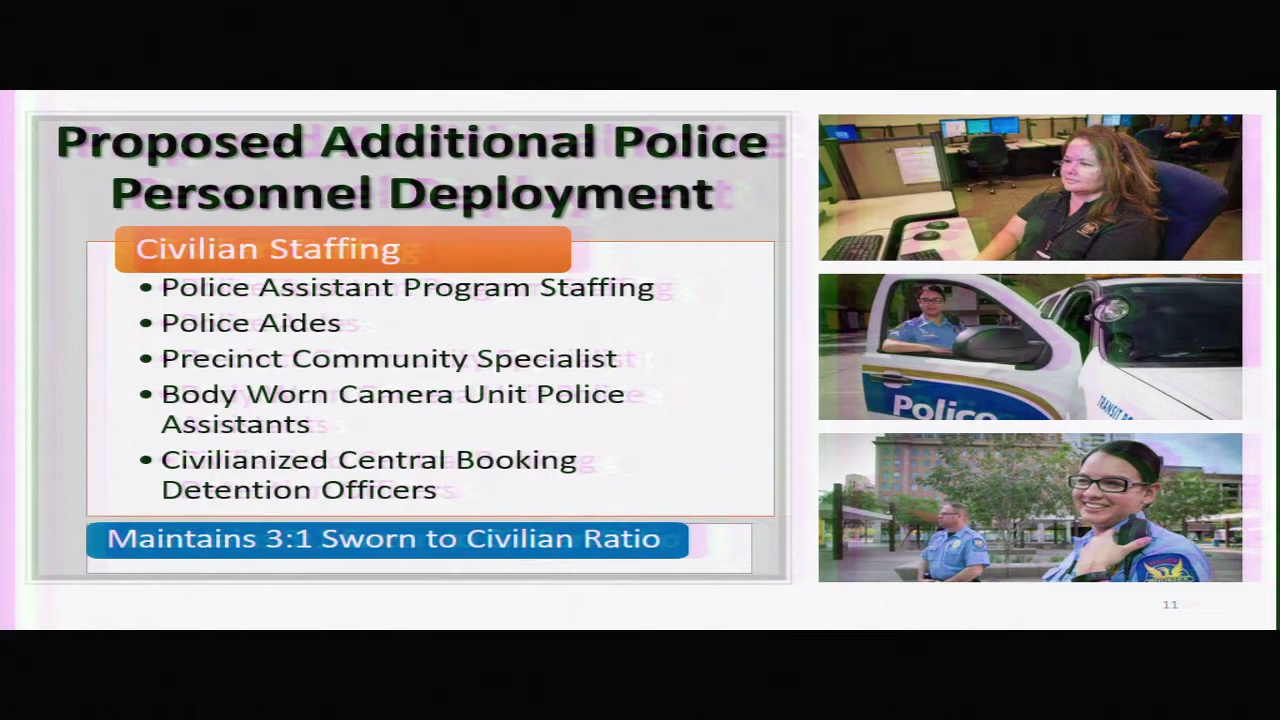 Proposed Additional Police
Personnel Deployment
Civilian Staffing
• Police Assistant Program Staffing
• Police Aides
• Precinct Community Specialist
• Body Worn Camera Unit Police
Assistants
• Civilianized Central Booking
Detention Officers
Maintains 3:1 Sworn to Civilian Ratio
Police
TRANSIT
11